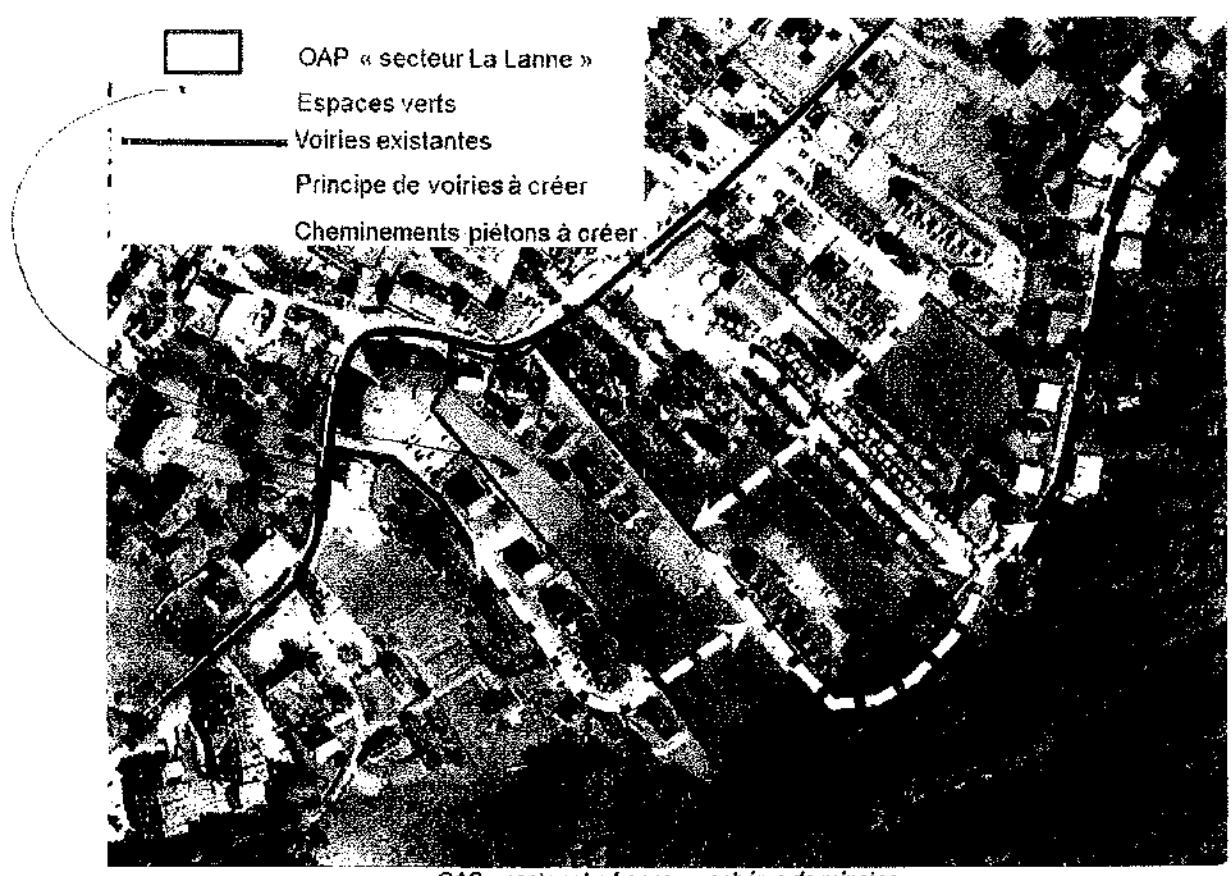 OAP « secteur La Lanne »
Espaces verts
Voiries existantes
Principe de voiries à créer
Cheminements piétons à créer